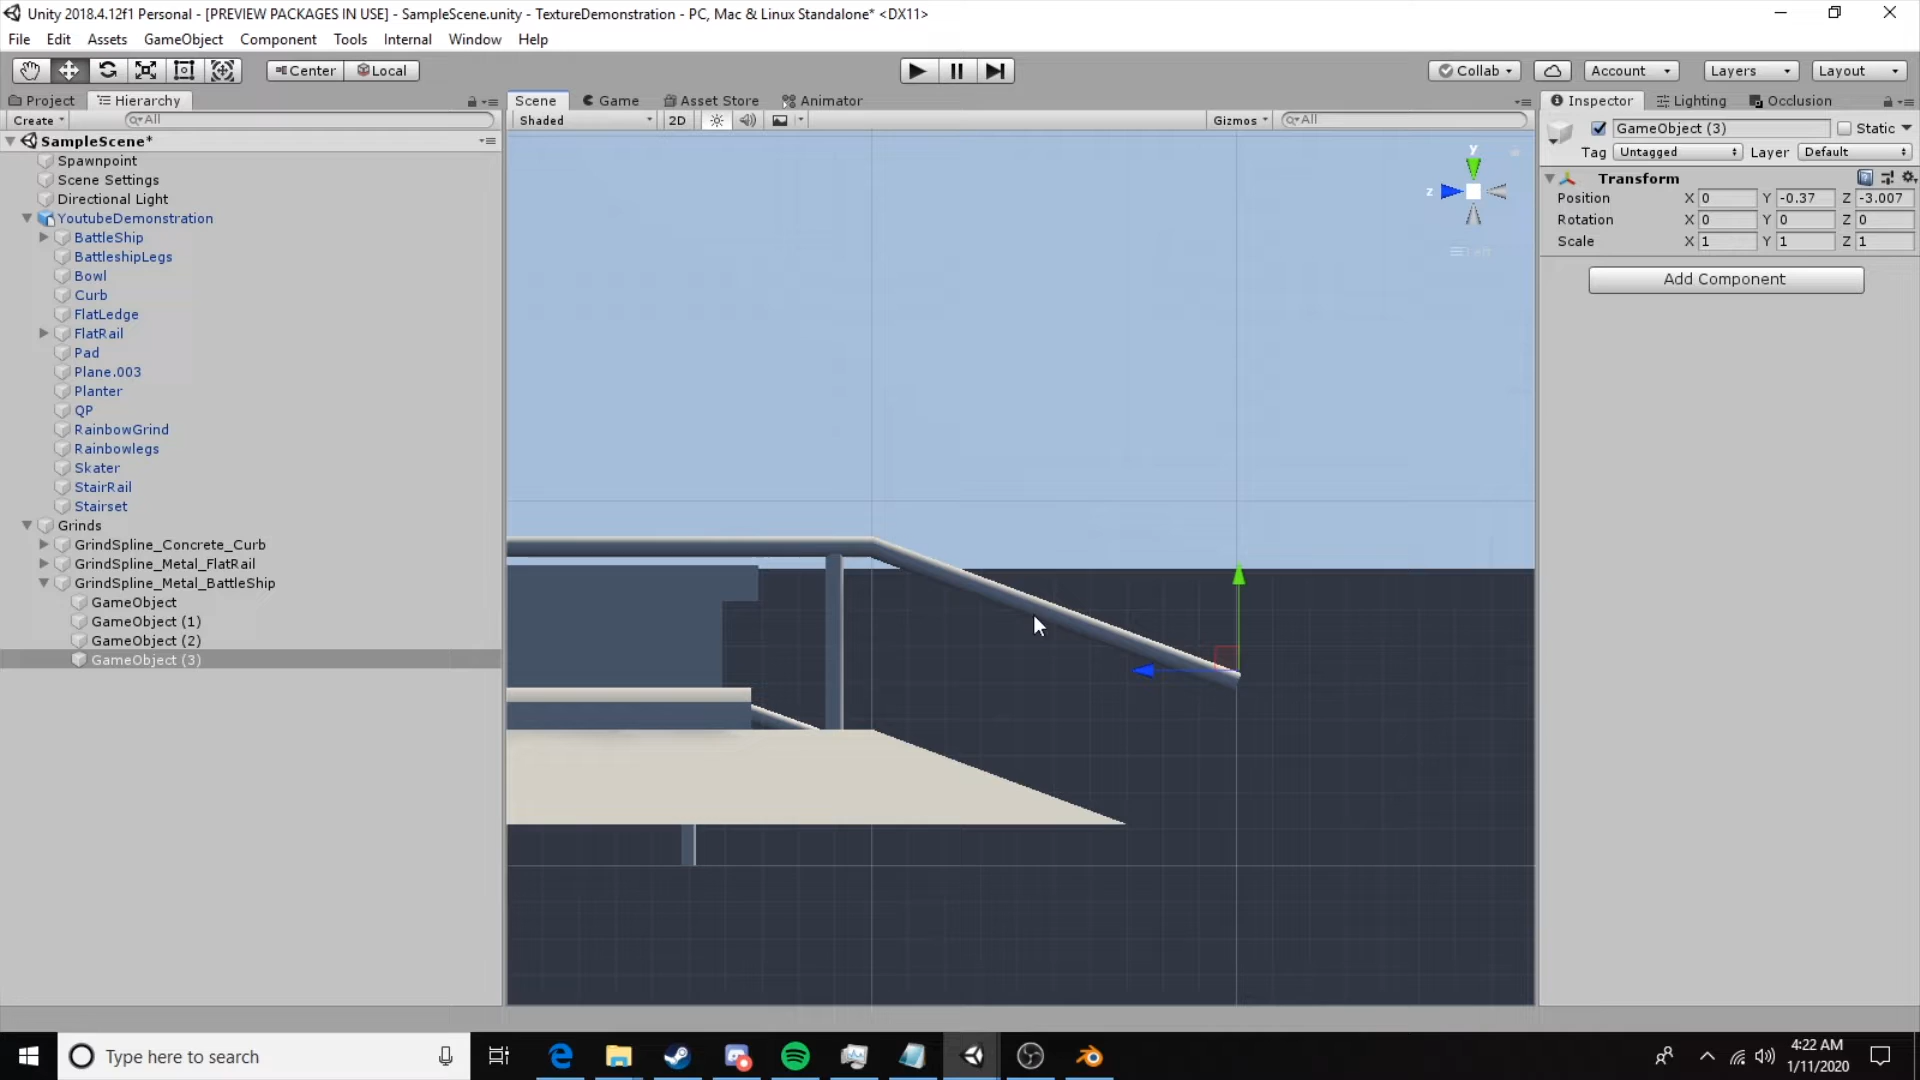 Unity 2018.4.12f1 Personal - [PREVIEW PACKAGES IN USE] - SampleScene.unity - TextureDemonstration - PC, Mac & Linux Standalone* <DX11>
File Edit Assets GameObject Component Tools Internal Window Help
Center Local Collab Account Layers Layout
Project Hierarchy Scene Game Asset Store Animator Inspector Lighting Occlusion
Create All Shaded 2D Gizmos All
GameObject (3) Static
SampleScene*
Tag Untagged Layer Default
Spawnpoint
Scene Settings
Directional Light
YoutubeDemonstration
BattleShip
BattleshipLegs
Bowl
Curb
FlatLedge
FlatRail
Pad
Plane.003
Planter
QP
RainbowGrind
Rainbowlegs
Skater
StairRail
Stairset
Grinds
GrindSpline_Concrete_Curb
GrindSpline_Metal_FlatRail
GrindSpline_Metal_BattleShip
GameObject
GameObject (1)
GameObject (2)
GameObject (3)
y
z
Transform
Position X 0 Y -0.37 Z -3.007
Rotation X 0 Y 0 Z 0
Scale X 1 Y 1 Z 1
Add Component
Type here to search
4:22 AM
1/11/2020